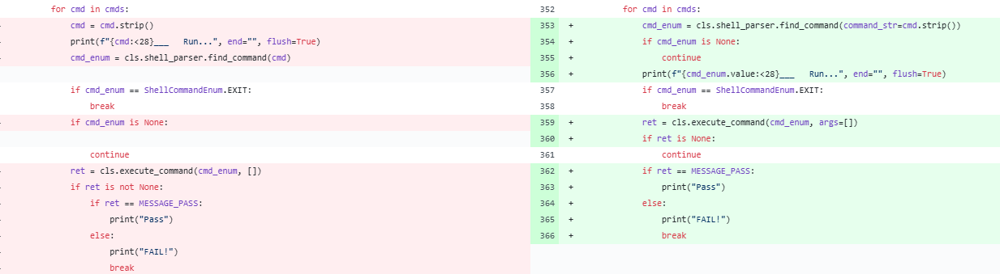 for cmd in cmds:
- cmd = cmd.strip()
- print(f"{cmd:<28}___   Run...", end="", flush=True)
- cmd_enum = cls.shell_parser.find_command(cmd)
if cmd_enum == ShellCommandEnum.EXIT:
break
- if cmd_enum is None:
continue
- ret = cls.execute_command(cmd_enum, [])
- if ret is not None:
- if ret == MESSAGE_PASS:
- print("Pass")
- else:
- print("FAIL!")
- break
352 for cmd in cmds:
353 + cmd_enum = cls.shell_parser.find_command(command_str=cmd.strip())
354 + if cmd_enum is None:
355 + continue
356 + print(f"{cmd_enum.value:<28}___   Run...", end="", flush=True)
357 if cmd_enum == ShellCommandEnum.EXIT:
358 break
359 + ret = cls.execute_command(cmd_enum, args=[])
360 + if ret is None:
361 continue
362 + if ret == MESSAGE_PASS:
363 + print("Pass")
364 + else:
365 + print("FAIL!")
366 + break